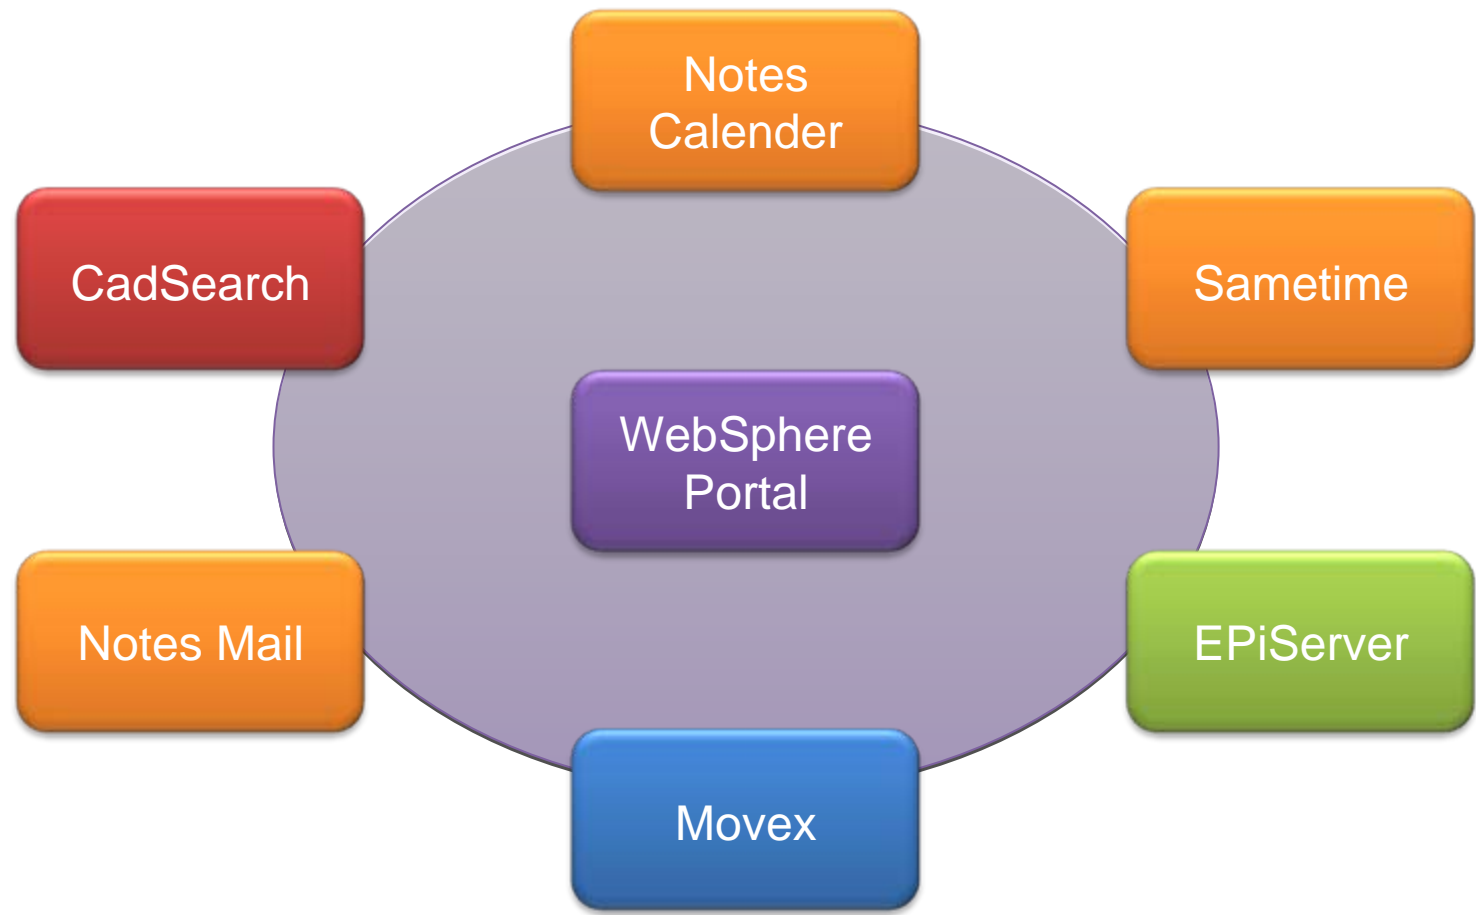 Notes
Calender
CadSearch
Sametime
WebSphere
Portal
Notes Mail
EPiServer
Movex